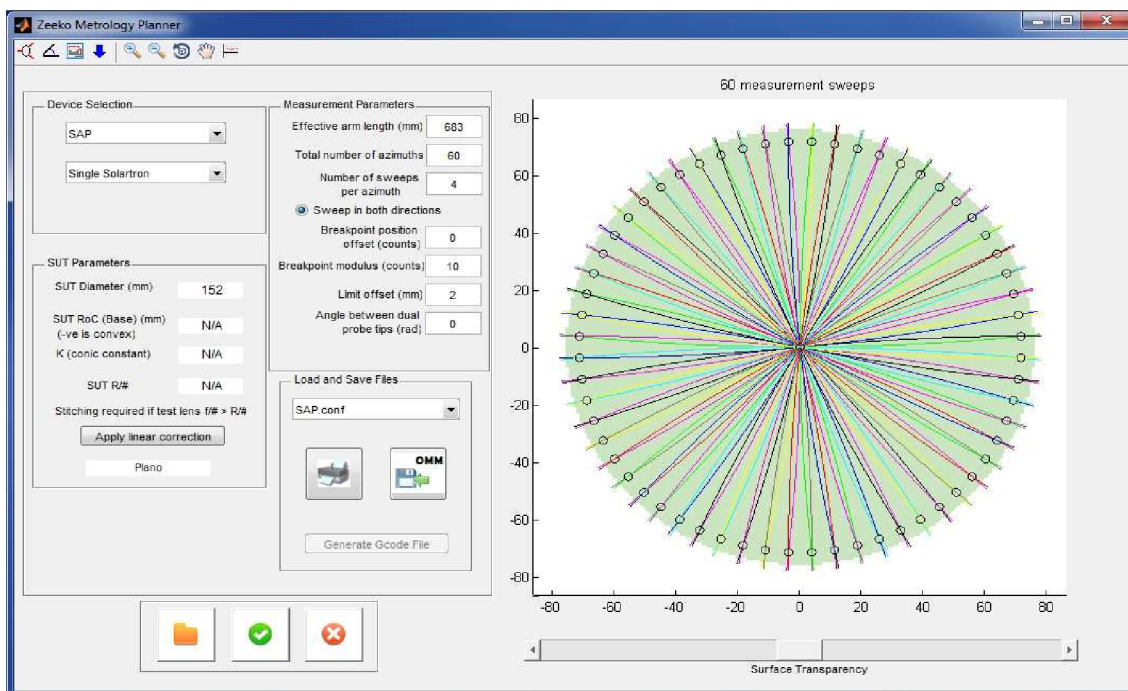 Zeeko Metrology Planner
Device Selection
SAP
Single Solartron
SUT Parameters
SUT Diameter (mm) 152
SUT RoC (Base) (mm) N/A
(-ve is convex)
K (conic constant) N/A
SUT R/# N/A
Stitching required if test lens f/# > R/#
Apply linear correction
Plano
Measurement Parameters
Effective arm length (mm) 683
Total number of azimuths 60
Number of sweeps
per azimuth 4
Sweep in both directions
Breakpoint position
offset (counts) 0
Breakpoint modulus (counts) 10
Limit offset (mm) 2
Angle between dual
probe tips (rad) 0
Load and Save Files
SAP.conf
OMM
Generate Gcode File
60 measurement sweeps
80
60
40
20
0
-20
-40
-60
-80
-80 -60 -40 -20 0 20 40 60 80
Surface Transparency